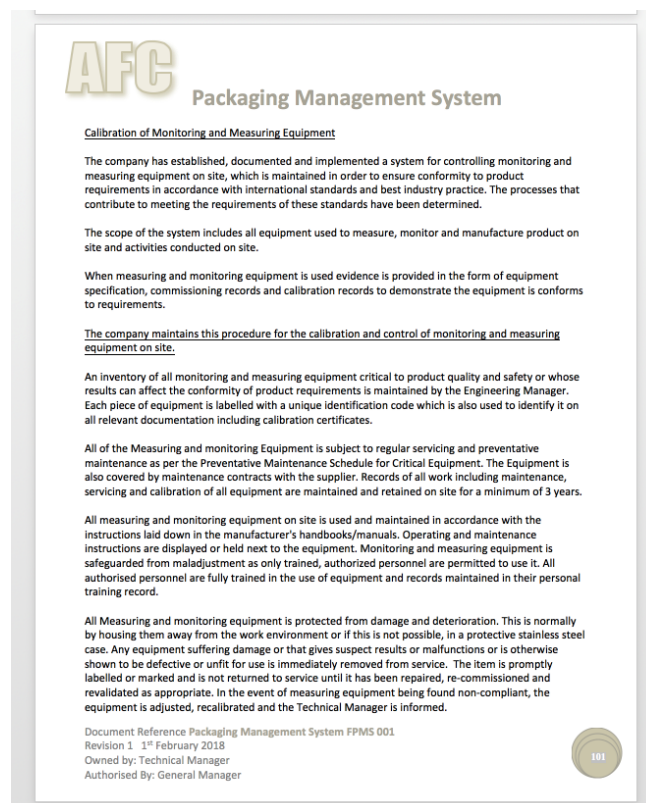 AFC
Packaging Management System
Calibration of Monitoring and Measuring Equipment
The company has established, documented and implemented a system for controlling monitoring and
measuring equipment on site, which is maintained in order to ensure conformity to product
requirements in accordance with international standards and best industry practice. The processes that
contribute to meeting the requirements of these standards have been determined.
The scope of the system includes all equipment used to measure, monitor and manufacture product on
site and activities conducted on site.
When measuring and monitoring equipment is used evidence is provided in the form of equipment
specification, commissioning records and calibration records to demonstrate the equipment is conforms
to requirements.
The company maintains this procedure for the calibration and control of monitoring and measuring
equipment on site.
An inventory of all monitoring and measuring equipment critical to product quality and safety or whose
results can affect the conformity of product requirements is maintained by the Engineering Manager.
Each piece of equipment is labelled with a unique identification code which is also used to identify it on
all relevant documentation including calibration certificates.
All of the Measuring and monitoring Equipment is subject to regular servicing and preventative
maintenance as per the Preventative Maintenance Schedule for Critical Equipment. The Equipment is
also covered by maintenance contracts with the supplier. Records of all work including maintenance,
servicing and calibration of all equipment are maintained and retained on site for a minimum of 3 years.
All measuring and monitoring equipment on site is used and maintained in accordance with the
instructions laid down in the manufacturer's handbooks/manuals. Operating and maintenance
instructions are displayed or held next to the equipment. Monitoring and measuring equipment is
safeguarded from maladjustment as only trained, authorized personnel are permitted to use it. All
authorised personnel are fully trained in the use of equipment and records maintained in their personal
training record.
All Measuring and monitoring equipment is protected from damage and deterioration. This is normally
by housing them away from the work environment or if this is not possible, in a protective stainless steel
case. Any equipment suffering damage or that gives suspect results or malfunctions or is otherwise
shown to be defective or unfit for use is immediately removed from service. The item is promptly
labelled or marked and is not returned to service until it has been repaired, re-commissioned and
revalidated as appropriate. In the event of measuring equipment being found non-compliant, the
equipment is adjusted, recalibrated and the Technical Manager is informed.
Document Reference Packaging Management System FPMS 001
Revision 1 1st February 2018
Owned by: Technical Manager
Authorised By: General Manager
101